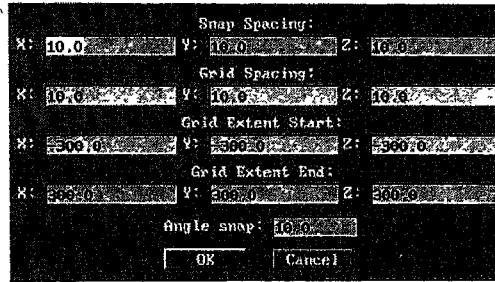 Snap Spacing:
X: 10.0 Y: 10.0 Z: 10.0
Grid Spacing:
X: 10.0 Y: 10.0 Z: 10.0
Grid Extent Start:
X: -300.0 Y: -300.0 Z: -300.0
Grid Extent End:
X: 300.0 Y: 300.0 Z: 300.0
Angle snap: 10.0
OK Cancel